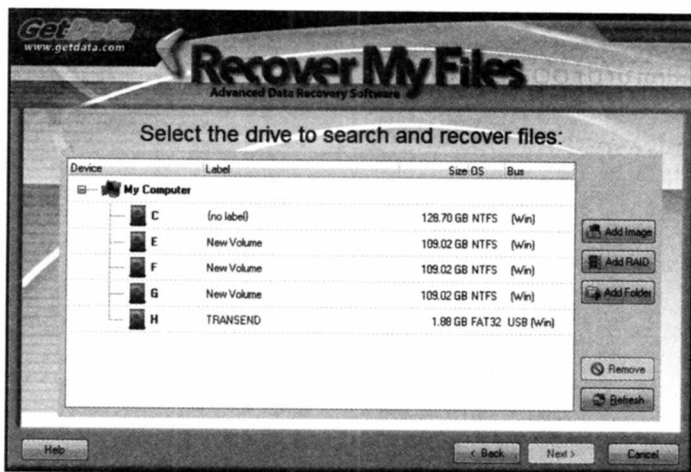 GetData
www.getdata.com
Recover My Files
Advanced Data Recovery Software
Select the drive to search and recover files:
Device Label Size OS Bus
My Computer
C (no label) 128.70 GB NTFS (Win)
E New Volume 109.02 GB NTFS (Win)
F New Volume 109.02 GB NTFS (Win)
G New Volume 109.02 GB NTFS (Win)
H TRANSEND 1.88 GB FAT32 USB (Win)
Add Image
Add RAID
Add Folder
Remove
Refresh
Help < Back Next > Cancel